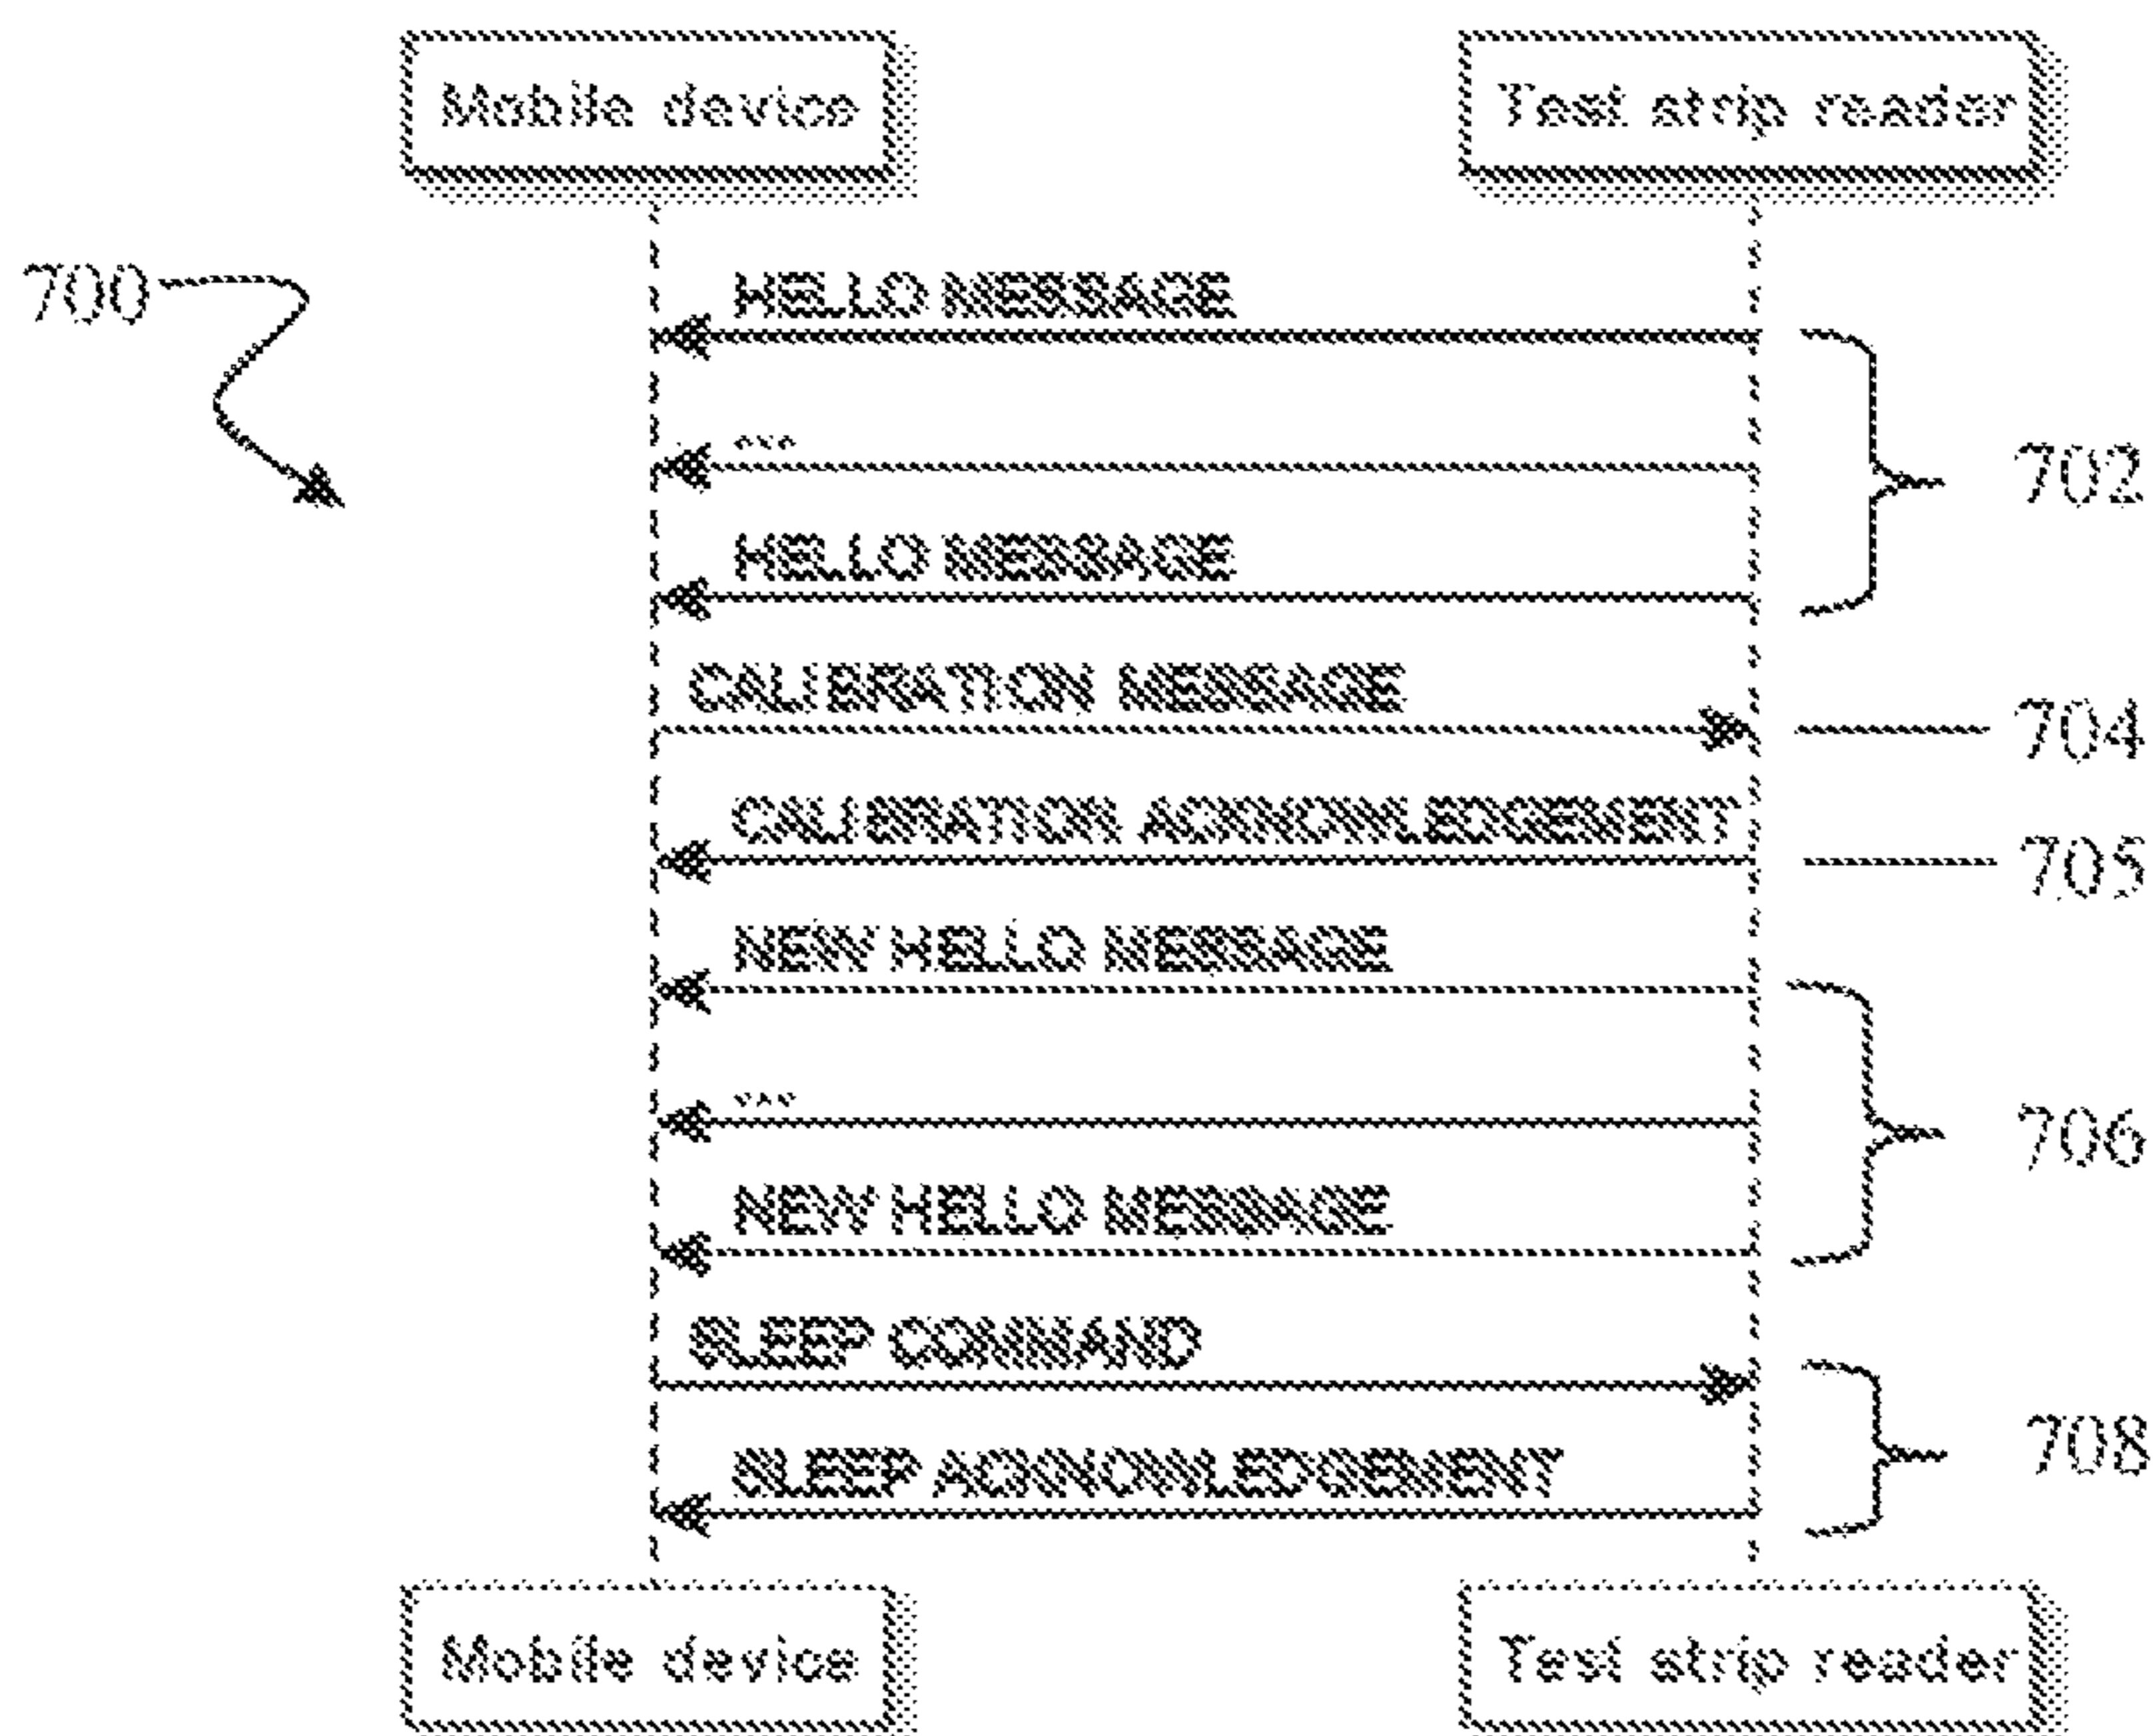 Mobile device Test strip reader
700
HELLO MESSAGE
...
702
HELLO MESSAGE
CALIBRATION MESSAGE
704
CALIBRATION ACKNOWLEDGEMENT
705
NEW HELLO MESSAGE
...
706
NEW HELLO MESSAGE
SLEEP COMMAND
708
SLEEP ACKNOWLEDGEMENT
Mobile device Test strip reader